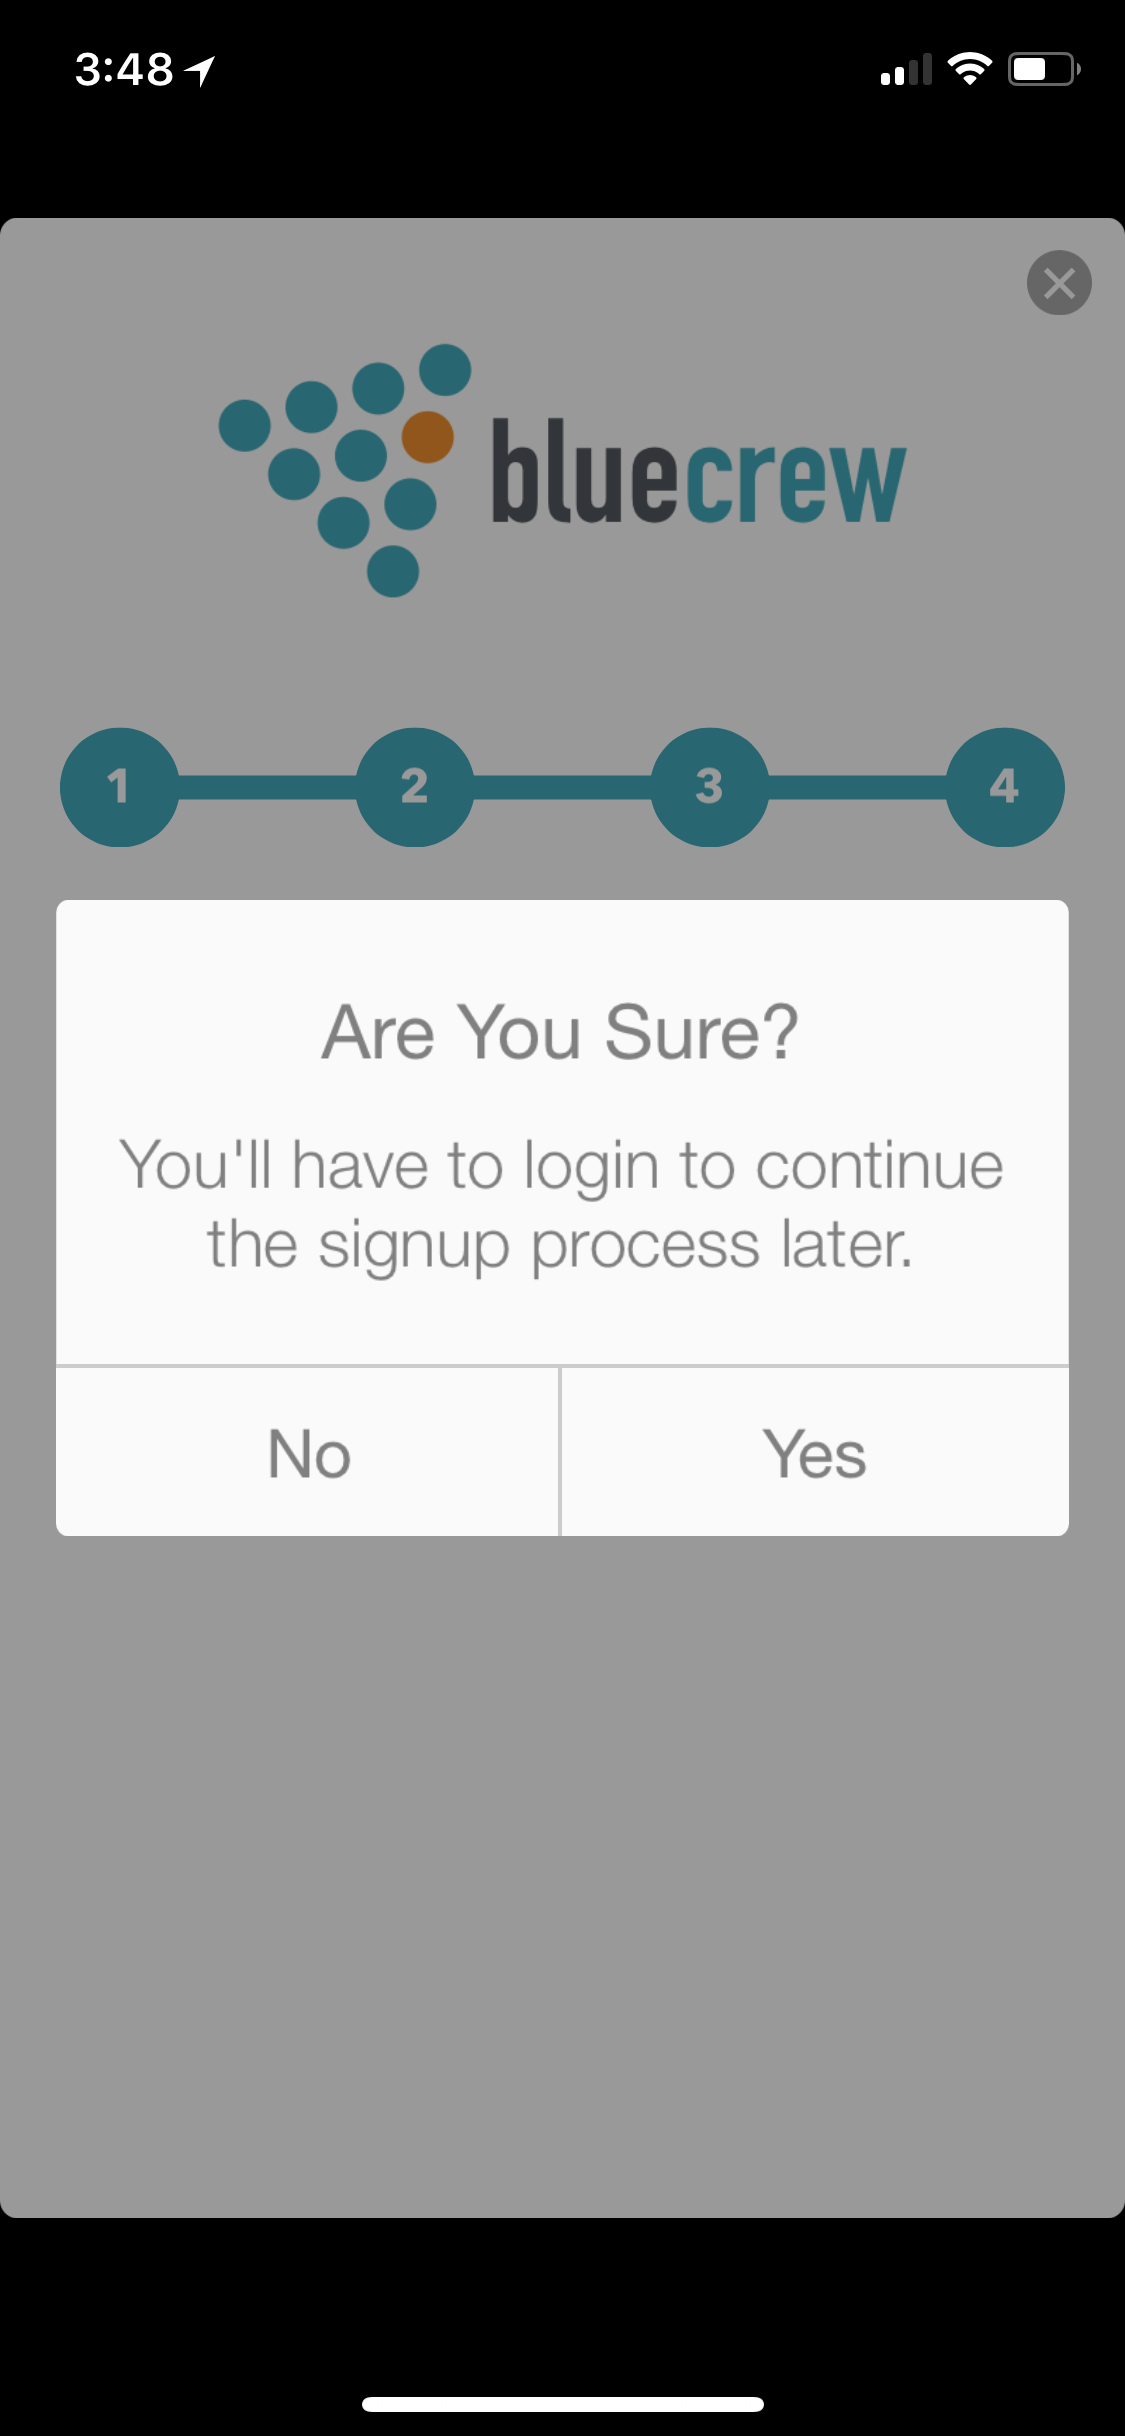 3:48
bluecrew
1 2 3 4
Are You Sure?
You'll have to login to continue
the signup process later.
No Yes